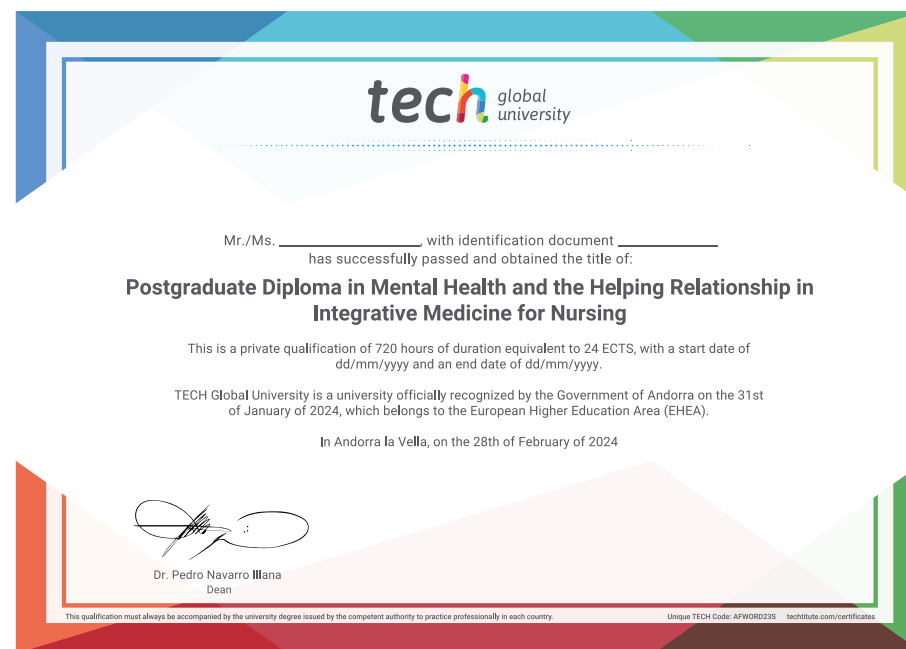 tech global university
Mr./Ms. ____________________, with identification document ______________
has successfully passed and obtained the title of:
Postgraduate Diploma in Mental Health and the Helping Relationship in
Integrative Medicine for Nursing
This is a private qualification of 720 hours of duration equivalent to 24 ECTS, with a start date of
dd/mm/yyyy and an end date of dd/mm/yyyy.
TECH Global University is a university officially recognized by the Government of Andorra on the 31st
of January of 2024, which belongs to the European Higher Education Area (EHEA).
In Andorra la Vella, on the 28th of February of 2024
Dr. Pedro Navarro Illana
Dean
This qualification must always be accompanied by the university degree issued by the competent authority to practice professionally in each country.
Unique TECH Code: AFWORD23S techtitute.com/certificates